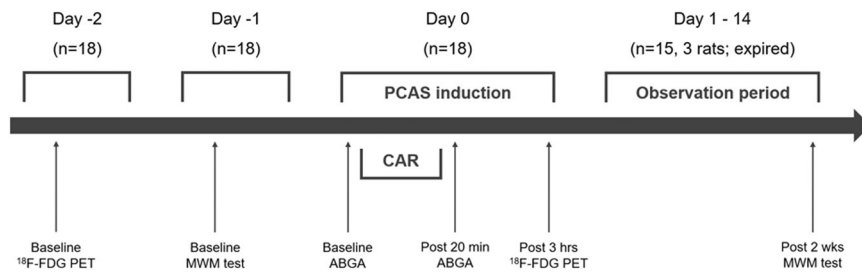 Day -2
(n=18)
Day -1
(n=18)
Day 0
(n=18)
Day 1 - 14
(n=15, 3 rats; expired)
PCAS induction
Observation period
CAR
Baseline
¹⁸F-FDG PET
Baseline
MWM test
Baseline
ABGA
Post 20 min
ABGA
Post 3 hrs
¹⁸F-FDG PET
Post 2 wks
MWM test